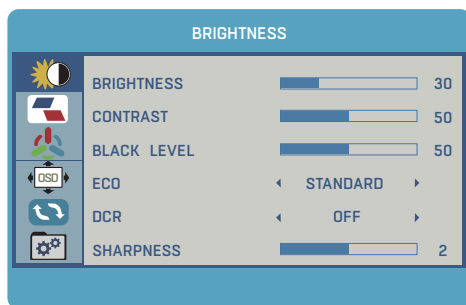 BRIGHTNESS
BRIGHTNESS 30
CONTRAST 50
BLACK LEVEL 50
OSD
ECO STANDARD
DCR OFF
SHARPNESS 2